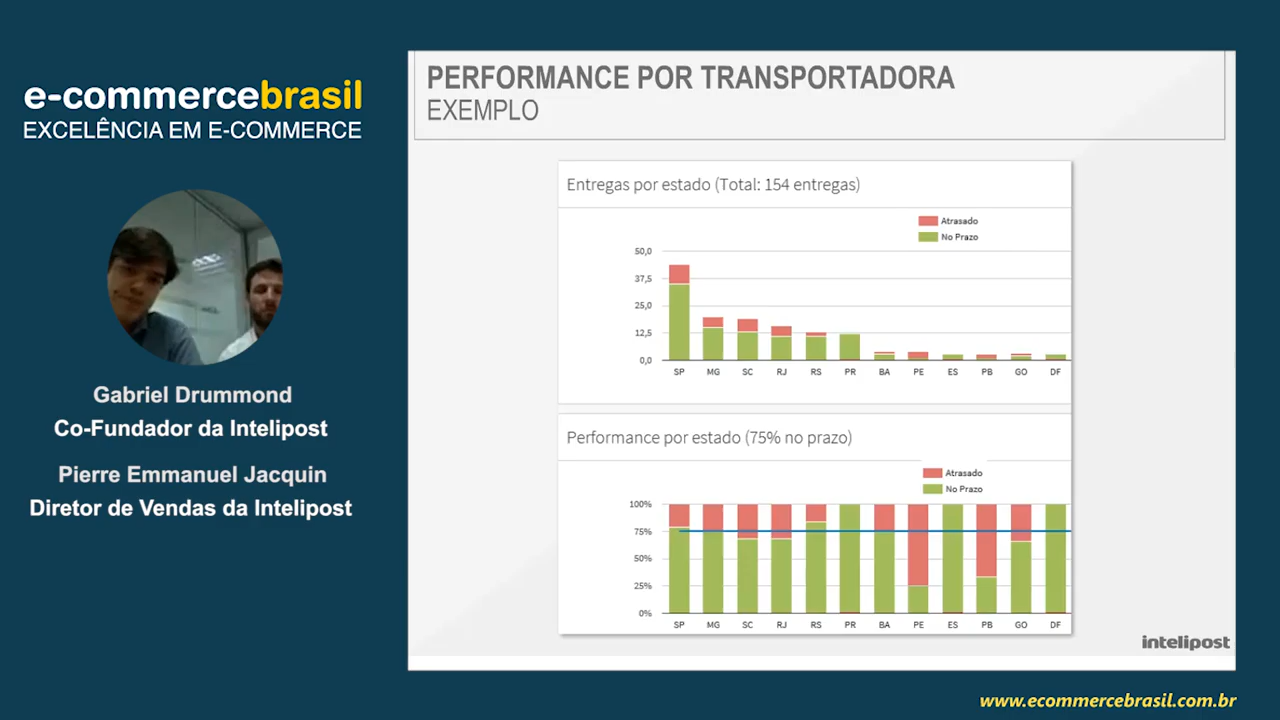 e-commercebrasil
EXCELÊNCIA EM E-COMMERCE
Gabriel Drummond
Co-Fundador da Intelipost
Pierre Emmanuel Jacquin
Diretor de Vendas da Intelipost
PERFORMANCE POR TRANSPORTADORA
EXEMPLO
Entregas por estado (Total: 154 entregas)
Atrasado
No Prazo
50,0
37,5
25,0
12,5
0,0
SP MG SC RJ RS PR BA PE ES PB GO DF
Performance por estado (75% no prazo)
Atrasado
No Prazo
100%
75%
50%
25%
0%
SP MG SC RJ RS PR BA PE ES PB GO DF
intelipost
www.ecommercebrasil.com.br